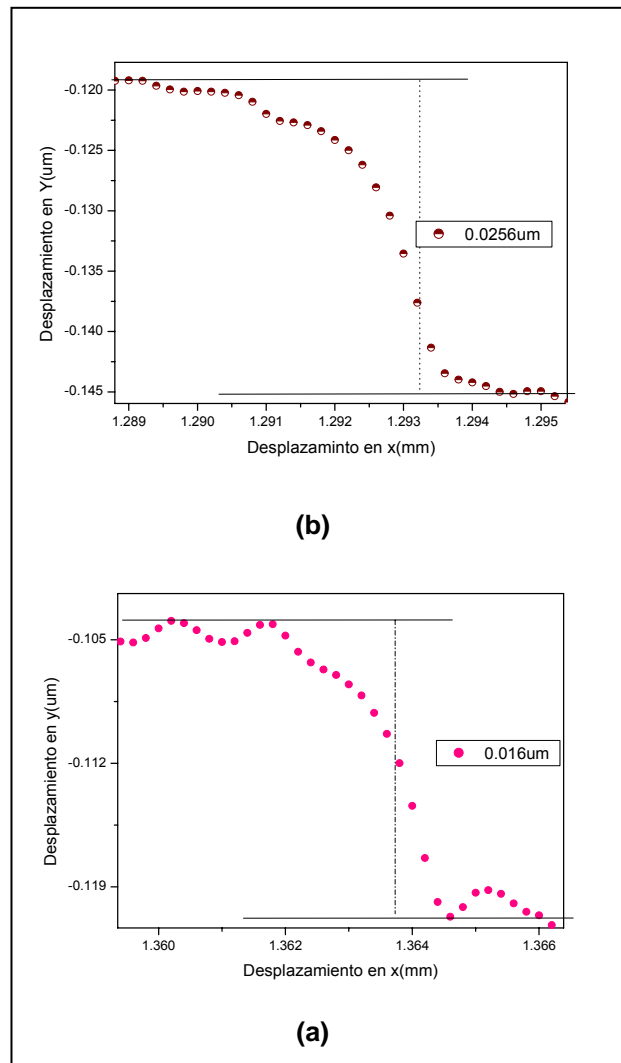 -0.120
-0.125
-0.130
-0.135
-0.140
-0.145
Desplazamiento en Y(um)
0.0256um
1.289 1.290 1.291 1.292 1.293 1.294 1.295
Desplazaminto en x(mm)
(b)
-0.105
-0.112
-0.119
Desplazamiento en y(um)
0.016um
1.360 1.362 1.364 1.366
Desplazamiento en x(mm)
(a)